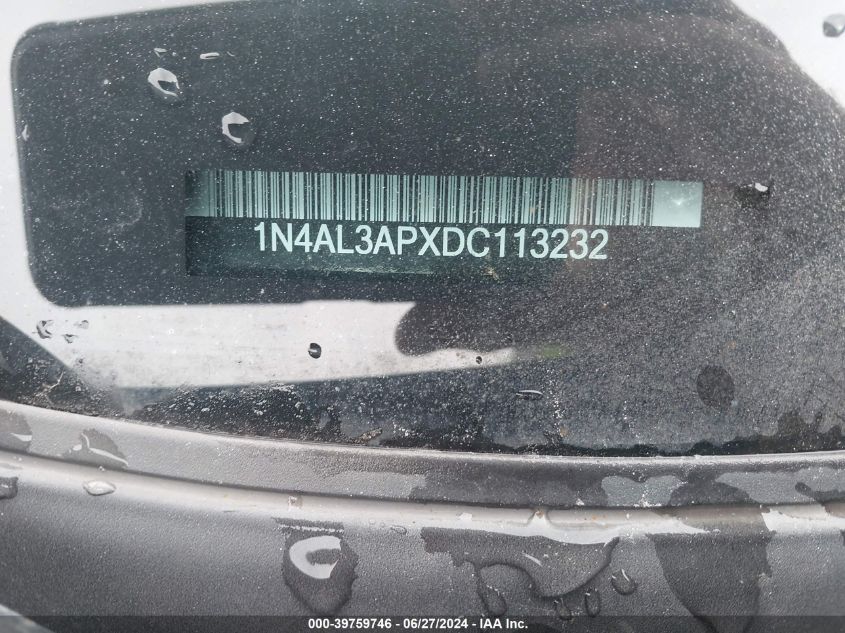 1N4AL3APXDC113232
000-39759746 - 06/27/2024 - IAA Inc.